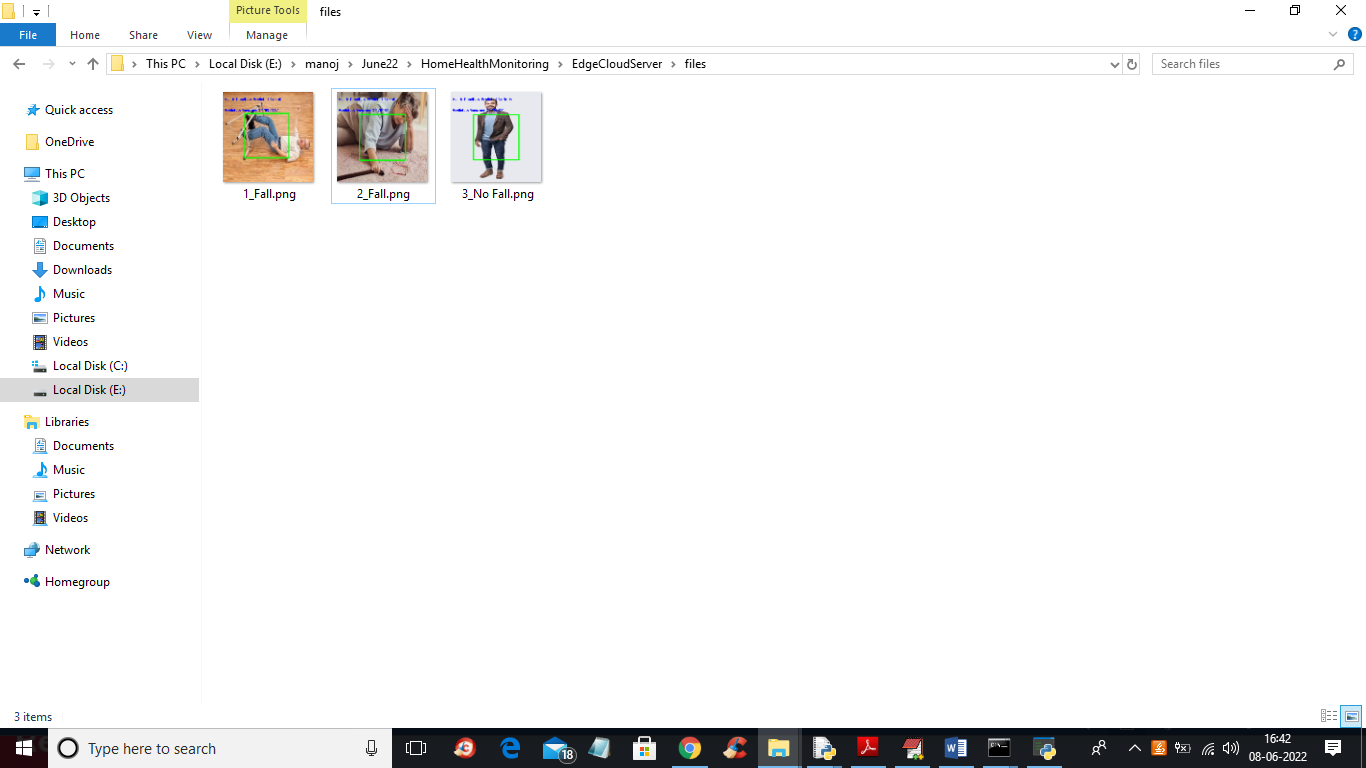 Picture Tools
files
File
Home
Share
View
Manage
This PC
Local Disk (E:)
manoj
June22
HomeHealthMonitoring
EdgeCloudServer
files
Search files
Quick access
OneDrive
This PC
3D Objects
Desktop
Documents
Downloads
Music
Pictures
Videos
Local Disk (C:)
Local Disk (E:)
Libraries
Documents
Music
Pictures
Videos
Network
Homegroup
1_Fall.png
2_Fall.png
3_No Fall.png
3 items
Type here to search
18
16:42
08-06-2022